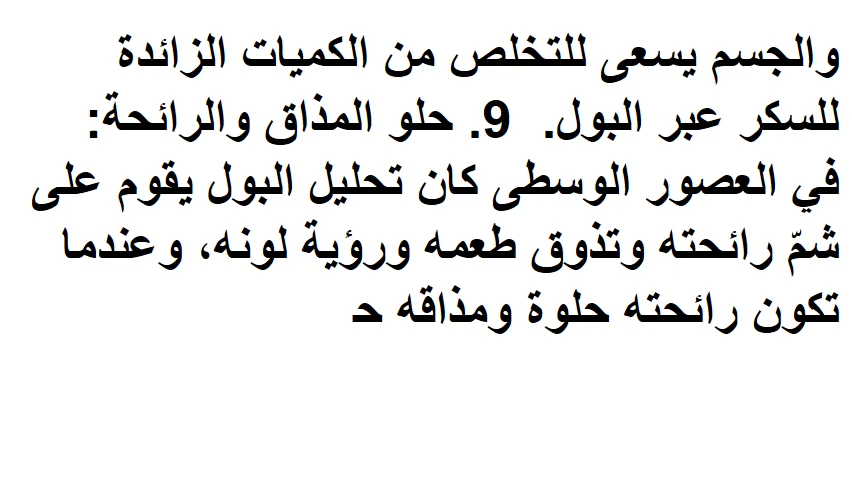 والجسم يسعى للتخلص من الكميات الزائدة
للسكر عبر البول.  9. حلو المذاق والرائحة:
في العصور الوسطى كان تحليل البول يقوم على
شمّ رائحته وتذوق طعمه ورؤية لونه، وعندما
تكون رائحته حلوة ومذاقه حـ